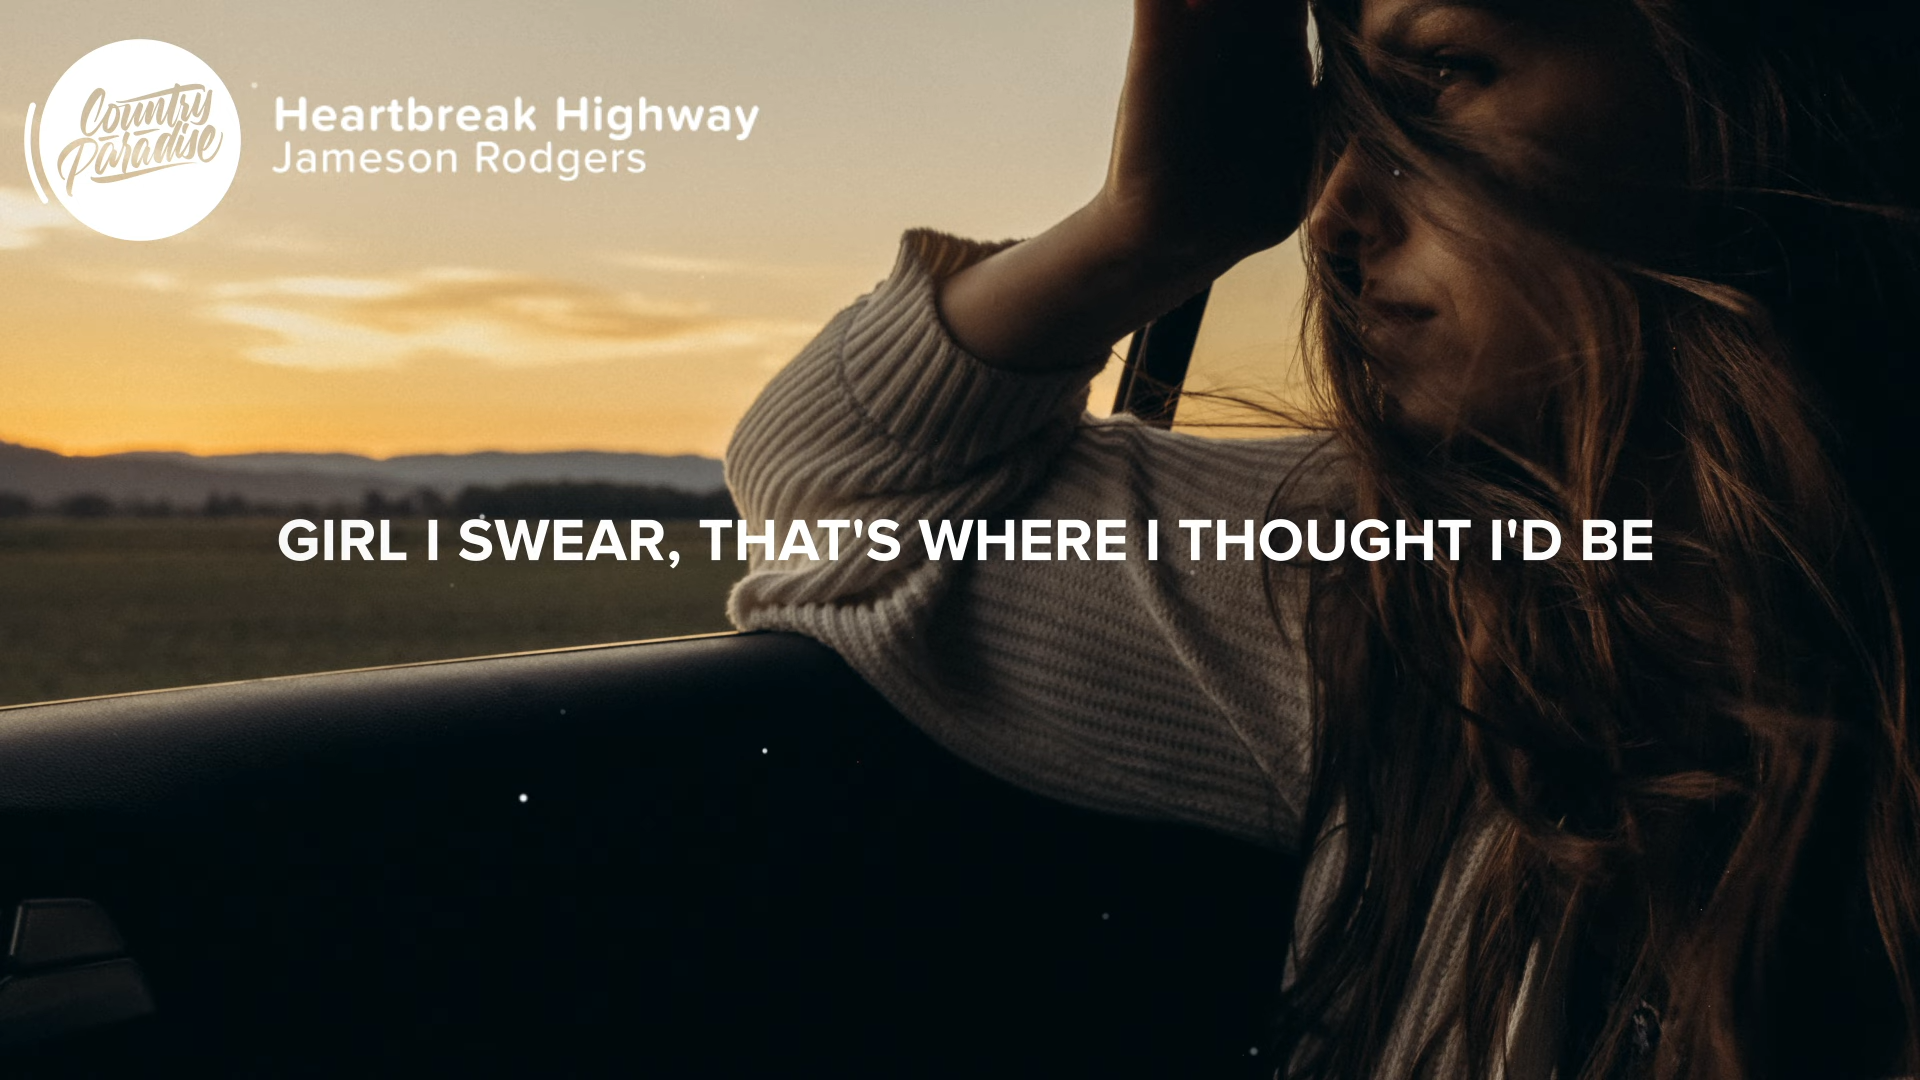 Country
Paradise
Heartbreak Highway
Jameson Rodgers
GIRL I SWEAR, THAT'S WHERE I THOUGHT I'D BE